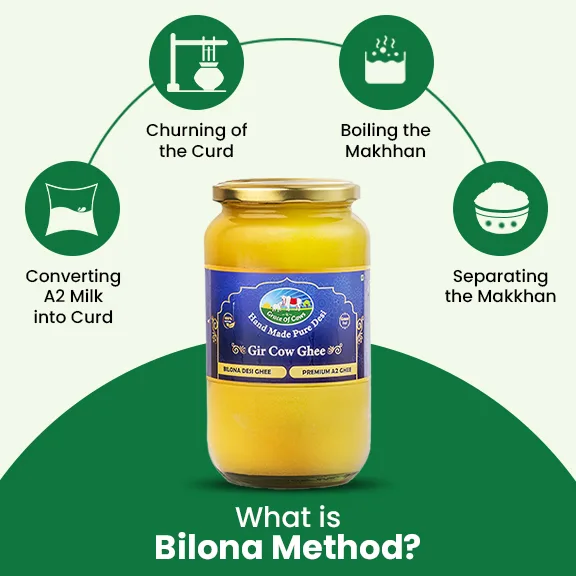 Churning of
the Curd
Boiling the
Makhhan
Converting
A2 Milk
into Curd
Separating
the Makkhan
Grace Of Cows
Hand Made Pure Desi
Gir Cow Ghee
BILONA DESI GHEE
PREMIUM A2 GHEE
What is
Bilona Method?